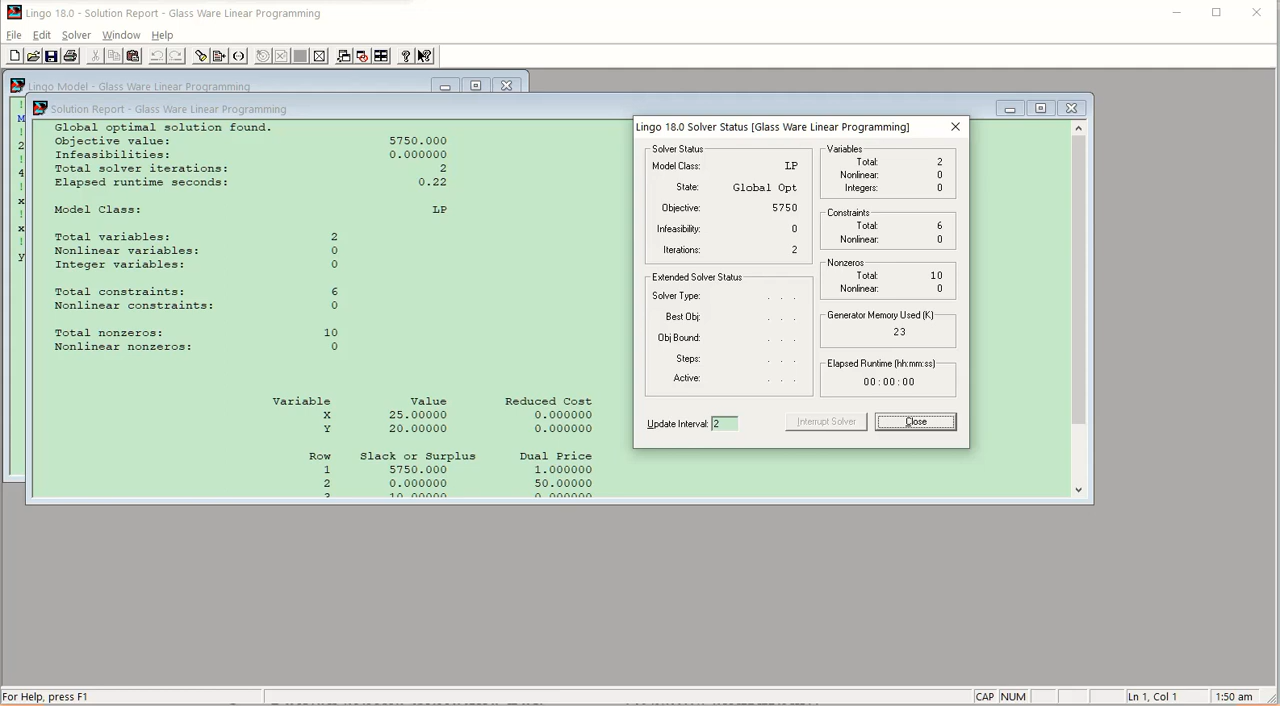 Lingo 18.0 - Solution Report - Glass Ware Linear Programming
File Edit Solver Window Help
Lingo Model - Glass Ware Linear Programming
!
M
!
2
!
4
x
!
x
!
y
Solution Report - Glass Ware Linear Programming
Global optimal solution found.
Objective value: 5750.000
Infeasibilities: 0.000000
Total solver iterations: 2
Elapsed runtime seconds: 0.22
Model Class: LP
Total variables: 2
Nonlinear variables: 0
Integer variables: 0
Total constraints: 6
Nonlinear constraints: 0
Total nonzeros: 10
Nonlinear nonzeros: 0
Variable Value Reduced Cost
X 25.00000 0.000000
Y 20.00000 0.000000
Row Slack or Surplus Dual Price
1 5750.000 1.000000
2 0.000000 50.00000
3 10.00000 0.000000
Lingo 18.0 Solver Status [Glass Ware Linear Programming]
Solver Status
Model Class: LP
State: Global Opt
Objective: 5750
Infeasibility: 0
Iterations: 2
Extended Solver Status
Solver Type: . . .
Best Obj: . . .
Obj Bound: . . .
Steps: . . .
Active: . . .
Variables
Total: 2
Nonlinear: 0
Integers: 0
Constraints
Total: 6
Nonlinear: 0
Nonzeros
Total: 10
Nonlinear: 0
Generator Memory Used (K)
23
Elapsed Runtime (hh:mm:ss)
00:00:00
Update Interval: 2
Interrupt Solver
Close
For Help, press F1
CAP NUM Ln 1, Col 1 1:50 am